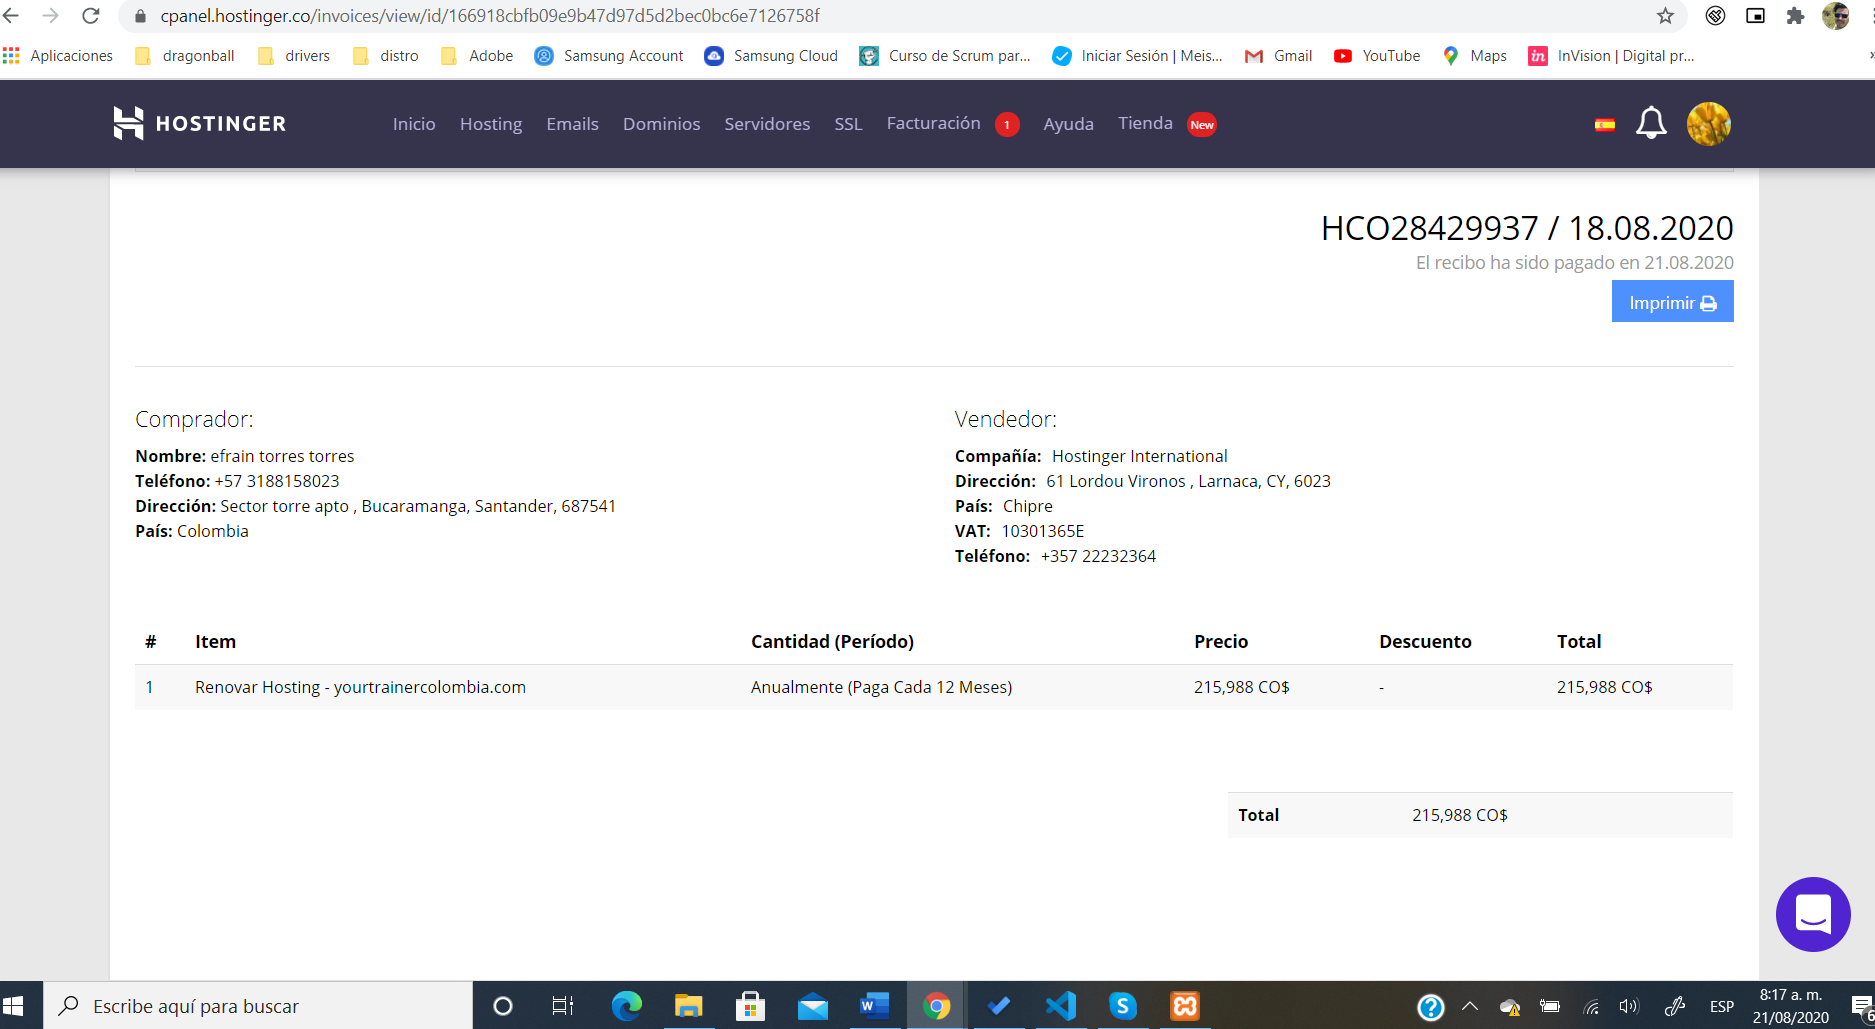 cpanel.hostinger.co/invoices/view/id/166918cbfb09e9b47d97d5d2bec0bc6e7126758f
Aplicaciones dragonball drivers distro Adobe Samsung Account Samsung Cloud Curso de Scrum par... Iniciar Sesión | Meis... Gmail YouTube Maps in InVision | Digital pr... »
HOSTINGER Inicio Hosting Emails Dominios Servidores SSL Facturación 1 Ayuda Tienda New
HCO28429937 / 18.08.2020
El recibo ha sido pagado en 21.08.2020
Imprimir
Comprador:
Nombre: efrain torres torres
Teléfono: +57 3188158023
Dirección: Sector torre apto , Bucaramanga, Santander, 687541
País: Colombia
Vendedor:
Compañía: Hostinger International
Dirección: 61 Lordou Vironos , Larnaca, CY, 6023
País: Chipre
VAT: 10301365E
Teléfono: +357 22232364
# Item Cantidad (Período) Precio Descuento Total
1 Renovar Hosting - yourtrainercolombia.com Anualmente (Paga Cada 12 Meses) 215,988 CO$ - 215,988 CO$
Total 215,988 CO$
Escribe aquí para buscar
ESP
8:17 a. m.
21/08/2020